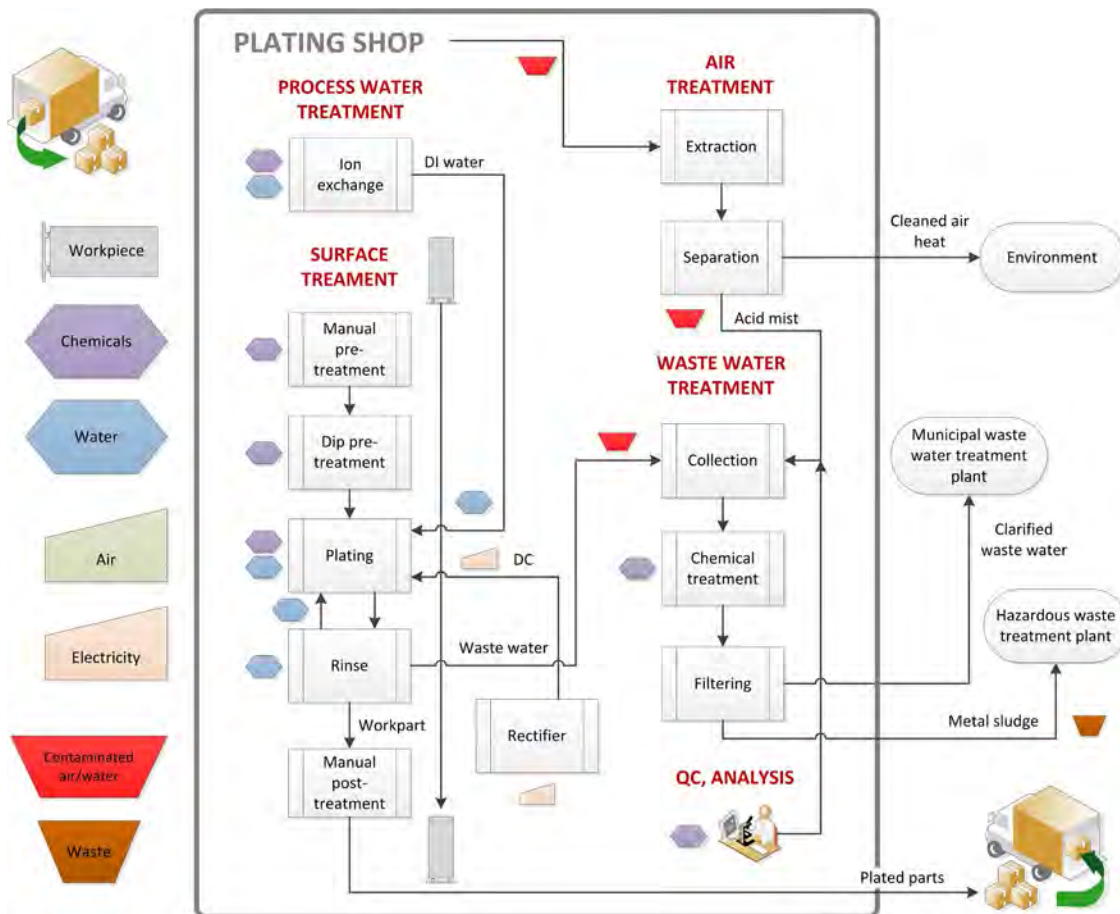 PLATING SHOP
PROCESS WATER
TREATMENT
AIR
TREATMENT
Ion
exchange
DI water
Extraction
Workpiece
SURFACE
TREAMENT
Separation
Cleaned air
heat
Environment
Acid mist
Chemicals
Manual
pre-
treatment
WASTE WATER
TREATMENT
Water
Dip pre-
treatment
Collection
Municipal waste
water treatment
plant
Air
Plating
DC
Chemical
treatment
Clarified
waste water
Electricity
Rinse
Waste water
Filtering
Hazardous waste
treatment plant
Workpart
Rectifier
Metal sludge
Contaminated
air/water
Manual
post-
treatment
QC, ANALYSIS
Waste
Plated parts